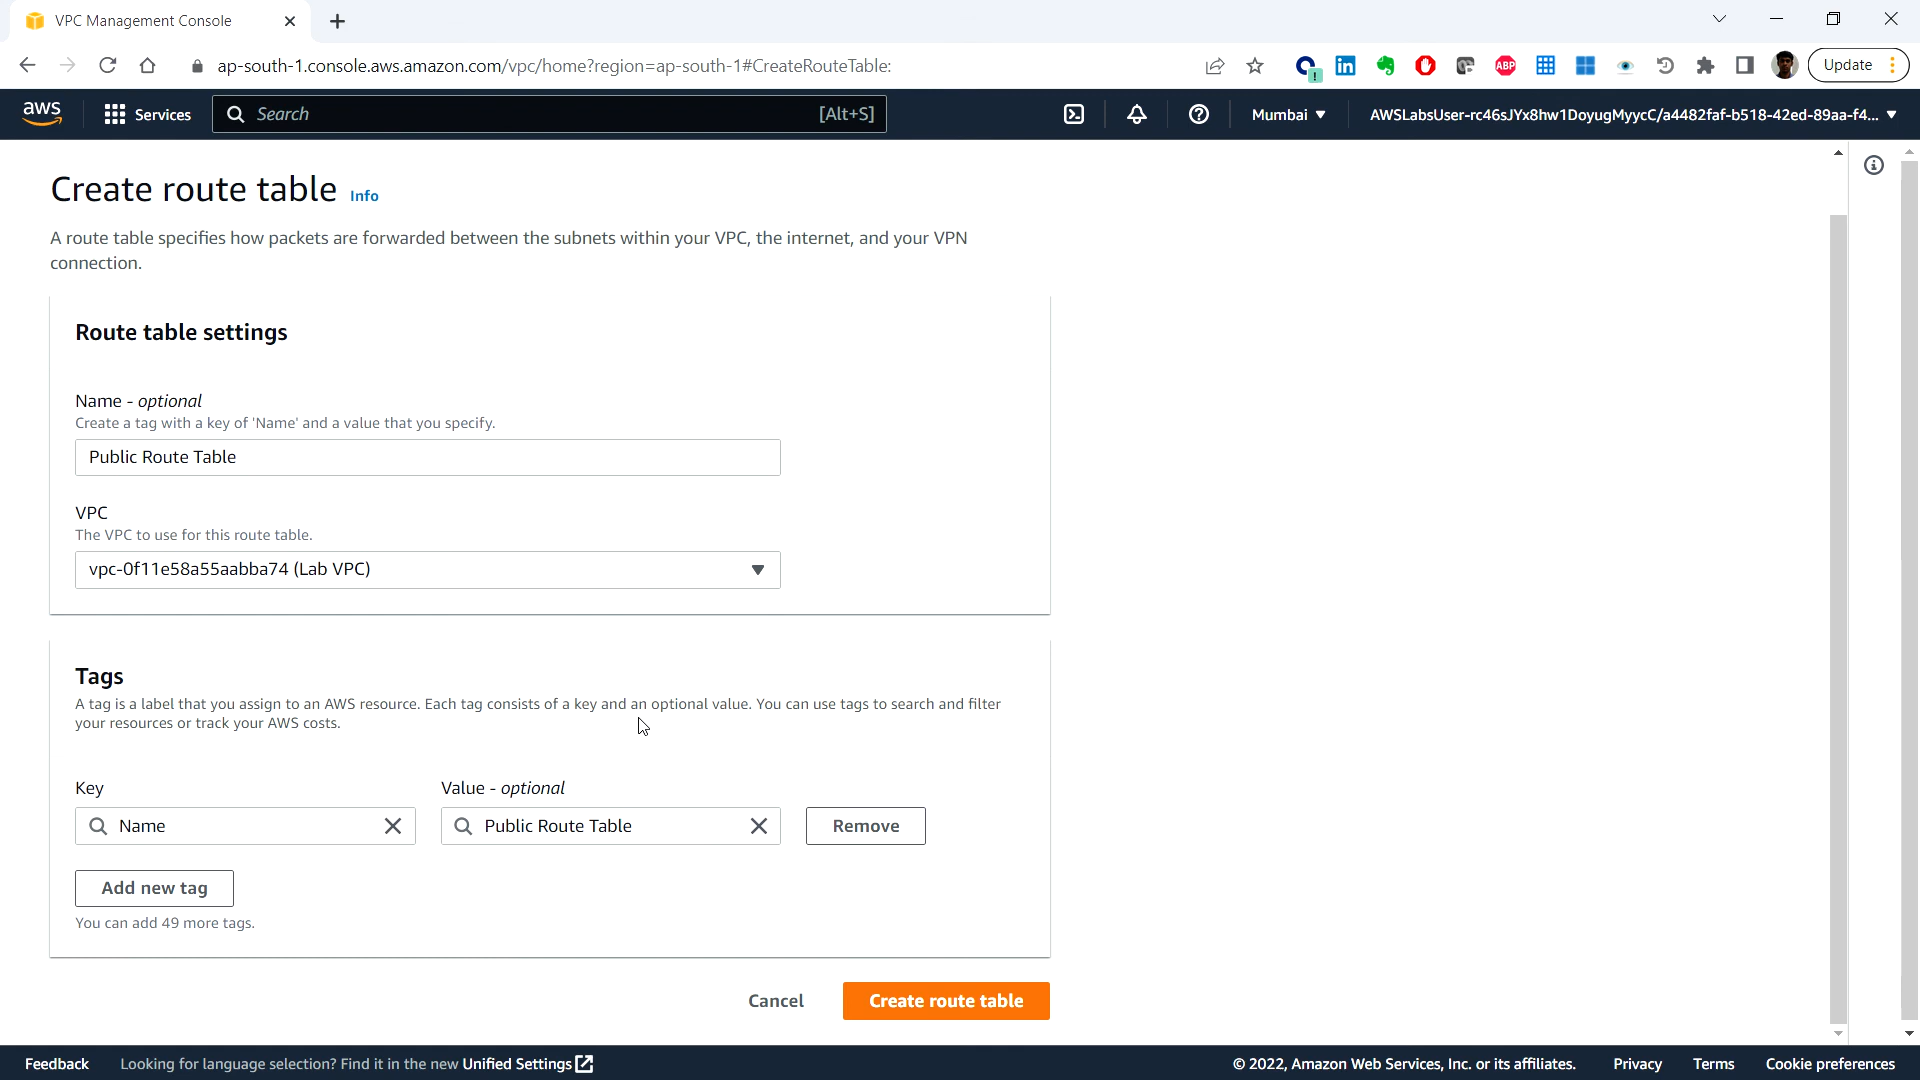 VPC Management Console
ap-south-1.console.aws.amazon.com/vpc/home?region=ap-south-1#CreateRouteTable:
ABP
Update
aws
Services
Search
[Alt+S]
Mumbai
AWSLabsUser-rc46sJYx8hw1DoyugMyycC/a4482faf-b518-42ed-89aa-f4...
Create route table Info
A route table specifies how packets are forwarded between the subnets within your VPC, the internet, and your VPN
connection.
Route table settings
Name - optional
Create a tag with a key of 'Name' and a value that you specify.
Public Route Table
VPC
The VPC to use for this route table.
vpc-0f11e58a55aabba74 (Lab VPC)
Tags
A tag is a label that you assign to an AWS resource. Each tag consists of a key and an optional value. You can use tags to search and filter
your resources or track your AWS costs.
Key
Value - optional
Name
Public Route Table
Remove
Add new tag
You can add 49 more tags.
Cancel
Create route table
Feedback
Looking for language selection? Find it in the new Unified Settings
© 2022, Amazon Web Services, Inc. or its affiliates.
Privacy
Terms
Cookie preferences